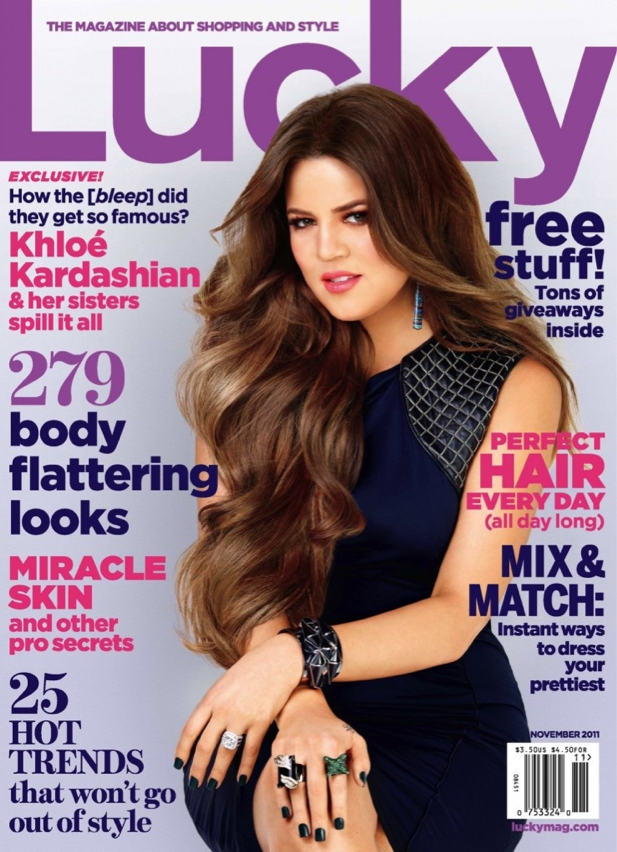 THE MAGAZINE ABOUT SHOPPING AND STYLE
Lucky
EXCLUSIVE!
How the [bleep] did
they get so famous?
Khloé
Kardashian
& her sisters
spill it all
279
body
flattering
looks
MIRACLE
SKIN
and other
pro secrets
25
HOT
TRENDS
that won't go
out of style
free
stuff!
Tons of
giveaways
inside
PERFECT
HAIR
EVERY DAY
(all day long)
MIX &
MATCH:
Instant ways
to dress
your
prettiest
NOVEMBER 2011
$3.50US $4.50FOR
11>
08451
0 753324 0
luckymag.com